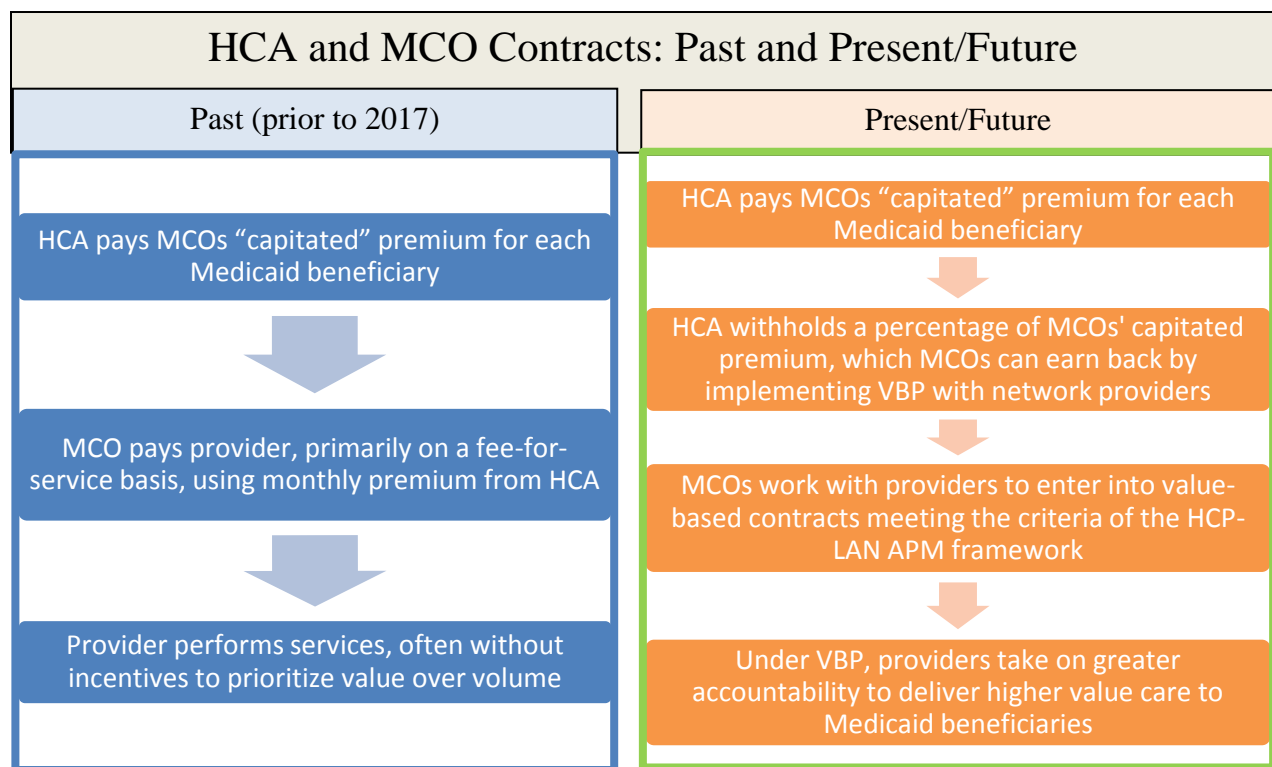 HCA and MCO Contracts: Past and Present/Future
Past (prior to 2017)
HCA pays MCOs “capitated” premium for each
Medicaid beneficiary
MCO pays provider, primarily on a fee-for-
service basis, using monthly premium from HCA
Provider performs services, often without
incentives to prioritize value over volume
Present/Future
HCA pays MCOs “capitated” premium for each
Medicaid beneficiary
HCA withholds a percentage of MCOs' capitated
premium, which MCOs can earn back by
implementing VBP with network providers
MCOs work with providers to enter into value-
based contracts meeting the criteria of the HCP-
LAN APM framework
Under VBP, providers take on greater
accountability to deliver higher value care to
Medicaid beneficiaries